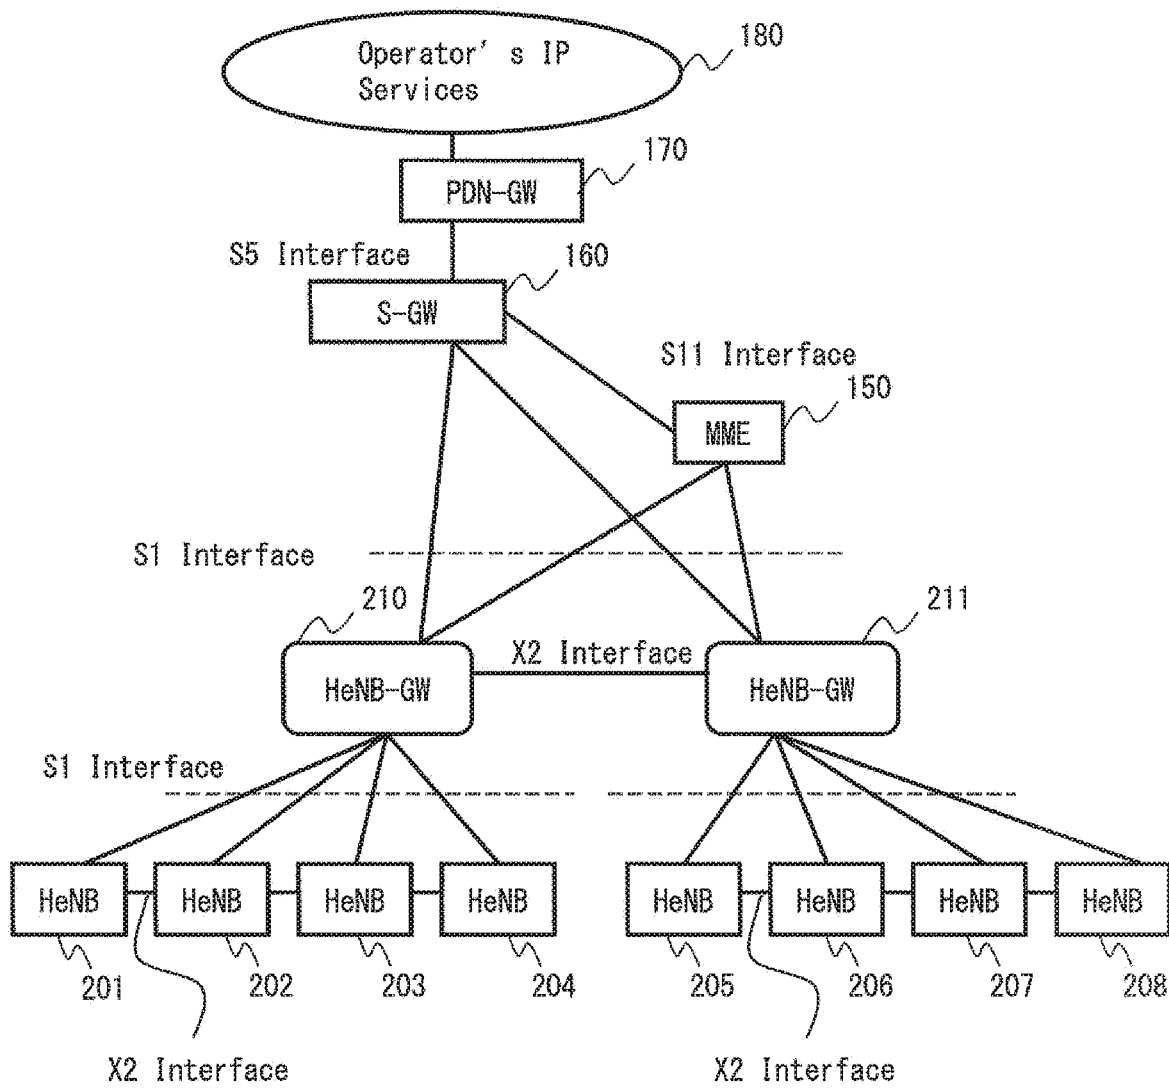 Operator's IP
Services
180
170
PDN-GW
S5 Interface
160
S-GW
S11 Interface
150
MME
S1 Interface
210
211
X2 Interface
HeNB-GW
HeNB-GW
S1 Interface
HeNB
HeNB
HeNB
HeNB
HeNB
HeNB
HeNB
HeNB
201
202
203
204
205
206
207
208
X2 Interface
X2 Interface